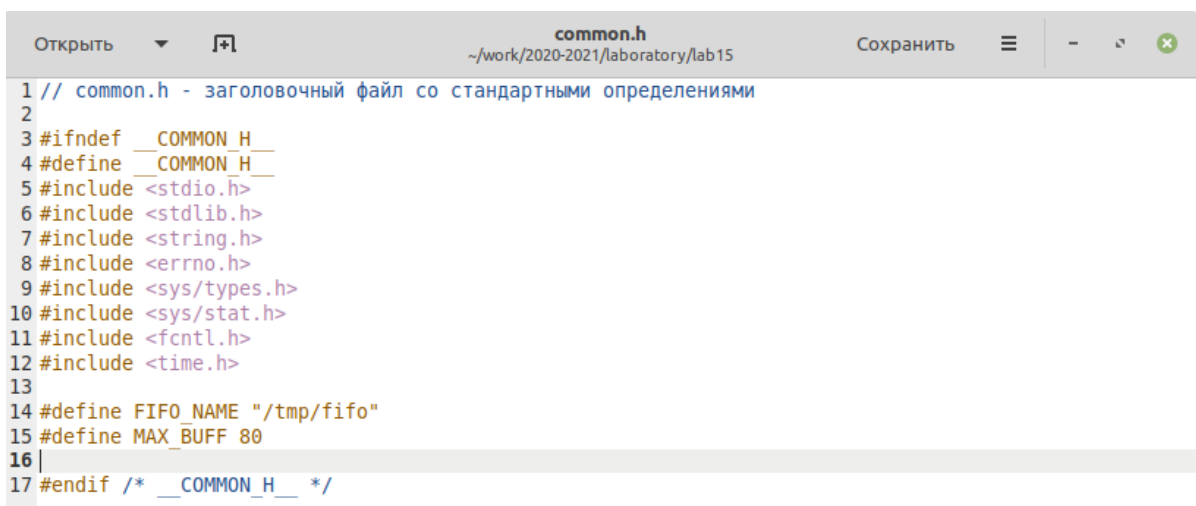 Открыть common.h Сохранить
~/work/2020-2021/laboratory/lab15
1 // common.h - заголовочный файл со стандартными определениями
2
3 #ifndef __COMMON_H__
4 #define __COMMON_H__
5 #include <stdio.h>
6 #include <stdlib.h>
7 #include <string.h>
8 #include <errno.h>
9 #include <sys/types.h>
10 #include <sys/stat.h>
11 #include <fcntl.h>
12 #include <time.h>
13
14 #define FIFO_NAME "/tmp/fifo"
15 #define MAX_BUFF 80
16
17 #endif /* __COMMON_H__ */